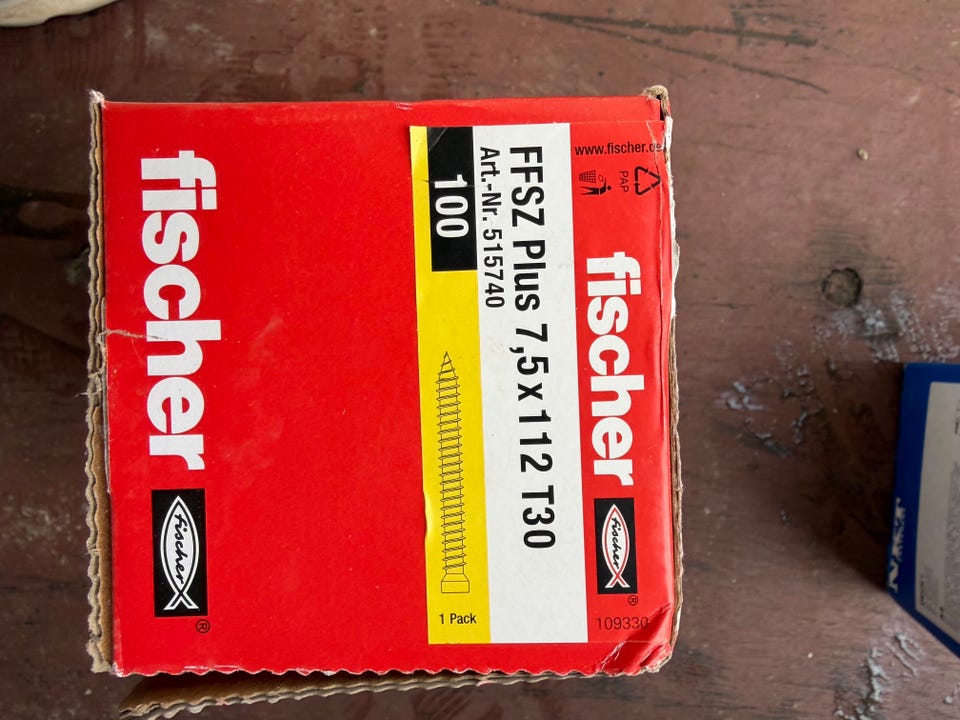 www.fischer.de
PAP
fischer
fischer
®
109330
FFSZ Plus 7,5 x 112 T30
Art.-Nr. 515740
100
1 Pack
fischer
fischer
®